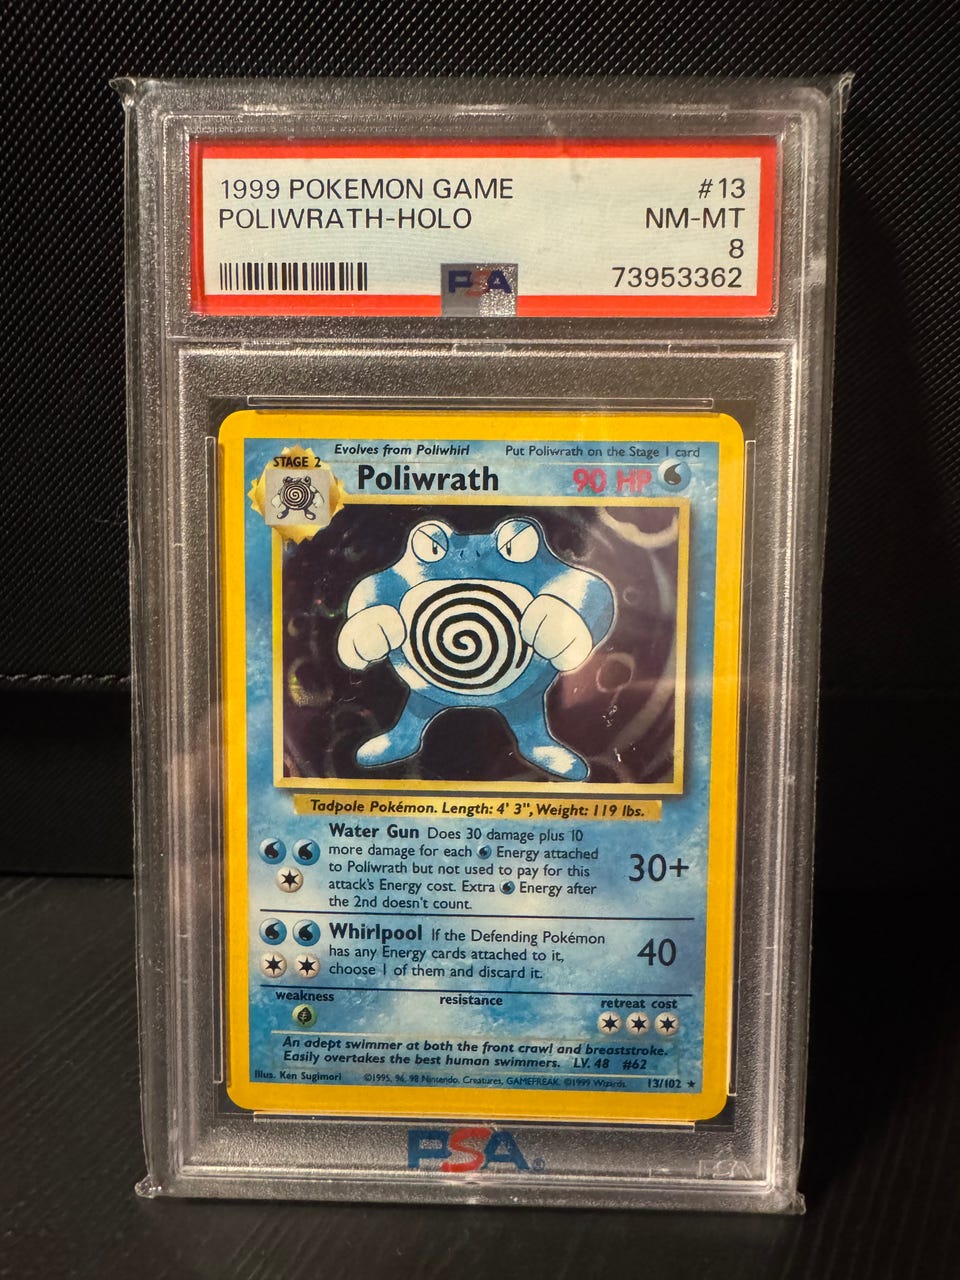 1999 POKEMON GAME #13
POLIWRATH-HOLO NM-MT
8
73953362
PSA
Evolves from Poliwhirl Put Poliwrath on the Stage 1 card
STAGE 2
Poliwrath 90 HP
Tadpole Pokémon. Length: 4' 3", Weight: 119 lbs.
Water Gun Does 30 damage plus 10
more damage for each Energy attached
to Poliwrath but not used to pay for this
attack's Energy cost. Extra Energy after
the 2nd doesn't count.
30+
Whirlpool If the Defending Pokémon
has any Energy cards attached to it,
choose 1 of them and discard it.
40
weakness resistance retreat cost
An adept swimmer at both the front crawl and breaststroke.
Easily overtakes the best human swimmers. LV. 48 #62
Illus. Ken Sugimori ©1995, 96, 98 Nintendo, Creatures, GAMEFREAK. ©1999 Wizards. 13/102 ★
PSA®
PSA